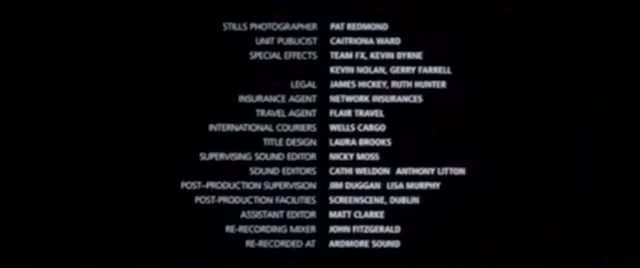 STILLS PHOTOGRAPHER PAT REDMOND
UNIT PUBLICIST CAITRIONA WARD
SPECIAL EFFECTS TEAM FX, KEVIN BYRNE
KEVIN NOLAN, GERRY FARRELL
LEGAL JAMES HICKEY, RUTH HUNTER
INSURANCE AGENT NETWORK INSURANCES
TRAVEL AGENT FLAIR TRAVEL
INTERNATIONAL COURIERS WELLS CARGO
TITLE DESIGN LAURA BROOKS
SUPERVISING SOUND EDITOR NICKY MOSS
SOUND EDITORS CATHI WELDON ANTHONY LITTON
POST-PRODUCTION SUPERVISION JIM DUGGAN LISA MURPHY
POST-PRODUCTION FACILITIES SCREENSCENE, DUBLIN
ASSISTANT EDITOR MATT CLARKE
RE-RECORDING MIXER JOHN FITZGERALD
RE-RECORDED AT ARDMORE SOUND